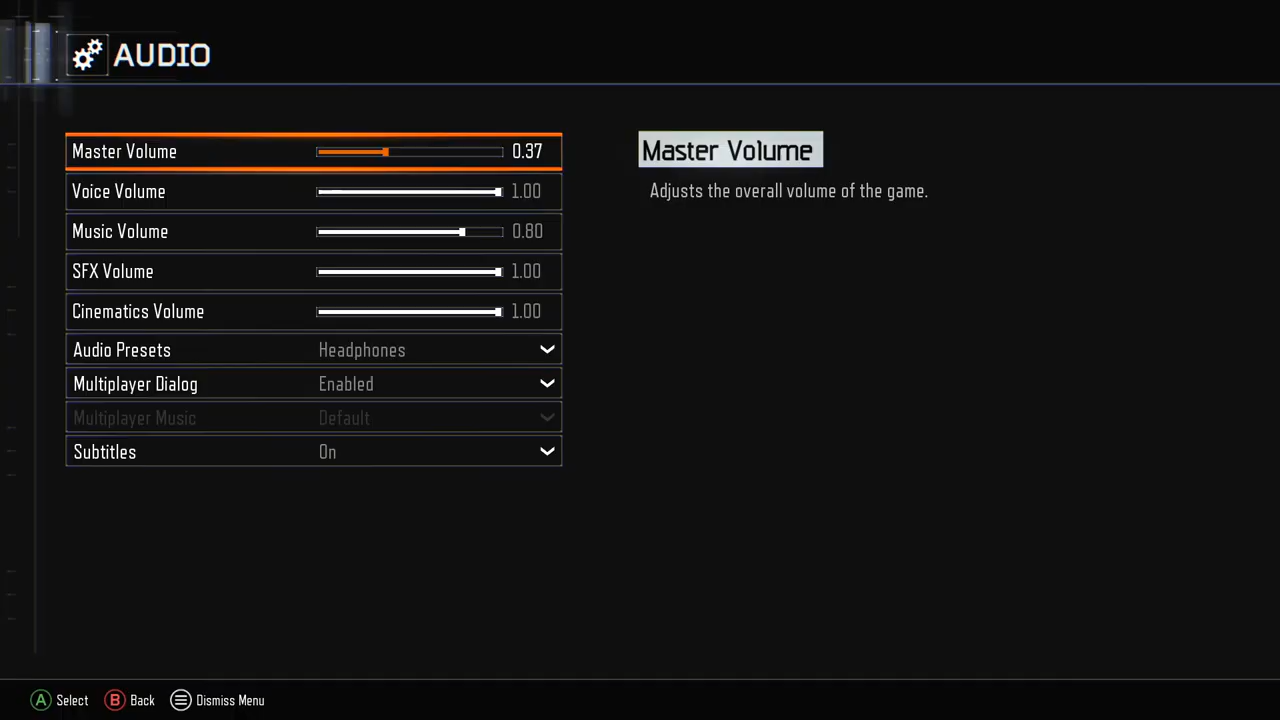 AUDIO
Master Volume 0.37
Voice Volume 1.00
Music Volume 0.80
SFX Volume 1.00
Cinematics Volume 1.00
Audio Presets Headphones
Multiplayer Dialog Enabled
Multiplayer Music Default
Subtitles On
Master Volume
Adjusts the overall volume of the game.
A Select B Back Dismiss Menu